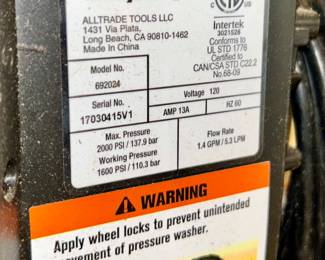 ALLTRADE TOOLS LLC
1431 Via Plata,
Long Beach, CA 90810-1462
Made In China
C US
Intertek
3021526
Conforms to
UL STD 1776
Certified to
CAN/CSA STD C22.2
No.68-09
Model No.
692024
Serial No.
17030415V1
Voltage 120
AMP 13A
HZ 60
Max. Pressure
2000 PSI / 137.9 bar
Working Pressure
1600 PSI / 110.3 bar
Flow Rate
1.4 GPM / 5.3 LPM
WARNING
Apply wheel locks to prevent unintended
vement of pressure washer.